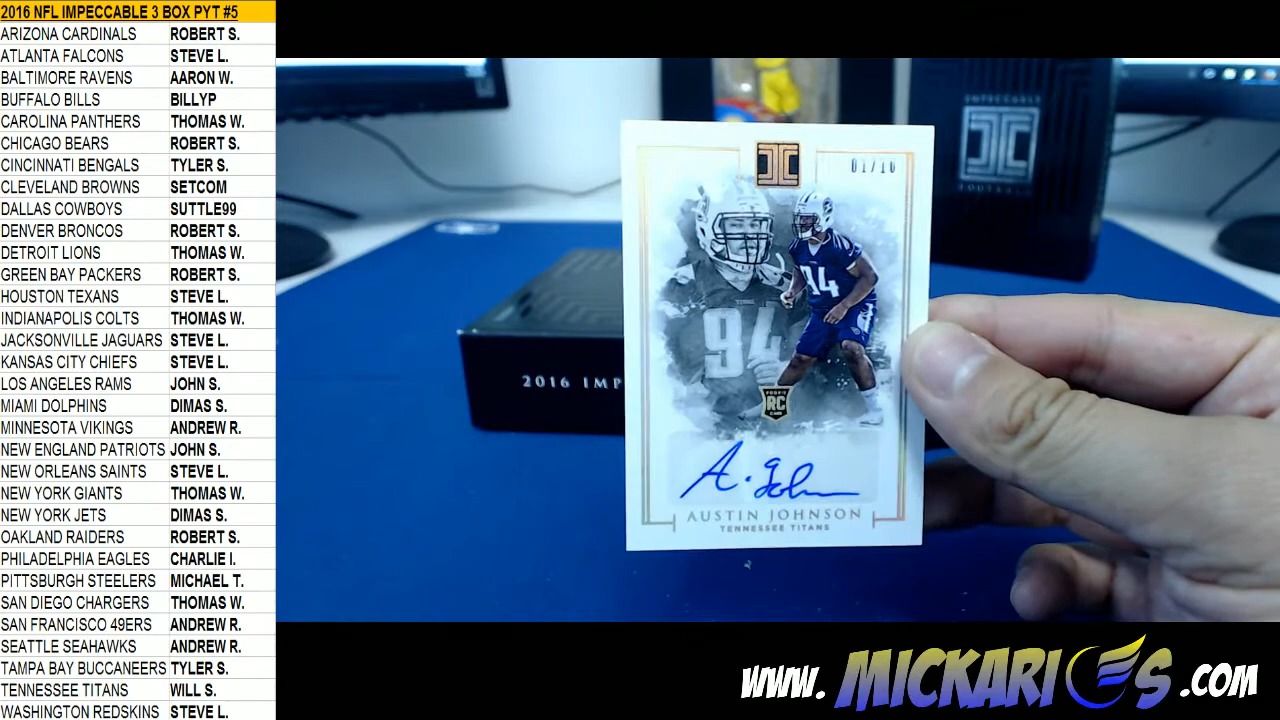 2016 NFL IMPECCABLE 3 BOX PYT #5
ARIZONA CARDINALS ROBERT S.
ATLANTA FALCONS STEVE L.
BALTIMORE RAVENS AARON W.
BUFFALO BILLS BILLYP
CAROLINA PANTHERS THOMAS W.
CHICAGO BEARS ROBERT S.
CINCINNATI BENGALS TYLER S.
CLEVELAND BROWNS SETCOM
DALLAS COWBOYS SUTTLE99
DENVER BRONCOS ROBERT S.
DETROIT LIONS THOMAS W.
GREEN BAY PACKERS ROBERT S.
HOUSTON TEXANS STEVE L.
INDIANAPOLIS COLTS THOMAS W.
JACKSONVILLE JAGUARS STEVE L.
KANSAS CITY CHIEFS STEVE L.
LOS ANGELES RAMS JOHN S.
MIAMI DOLPHINS DIMAS S.
MINNESOTA VIKINGS ANDREW R.
NEW ENGLAND PATRIOTS JOHN S.
NEW ORLEANS SAINTS STEVE L.
NEW YORK GIANTS THOMAS W.
NEW YORK JETS DIMAS S.
OAKLAND RAIDERS ROBERT S.
PHILADELPHIA EAGLES CHARLIE I.
PITTSBURGH STEELERS MICHAEL T.
SAN DIEGO CHARGERS THOMAS W.
SAN FRANCISCO 49ERS ANDREW R.
SEATTLE SEAHAWKS ANDREW R.
TAMPA BAY BUCCANEERS TYLER S.
TENNESSEE TITANS WILL S.
WASHINGTON REDSKINS STEVE L.
IMPECCABLE
FOOTBALL
01/10
94
94
RC
2016 IMP
A. John
AUSTIN JOHNSON
TENNESSEE TITANS
www.MICKARIES.com